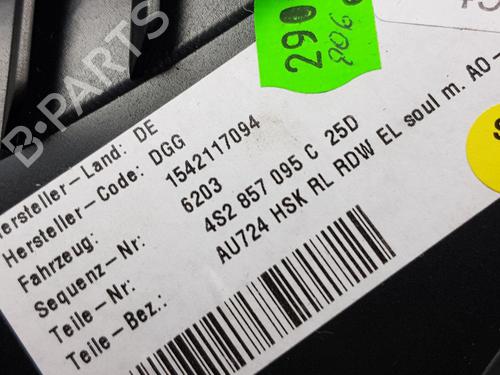 290
906
B-PARTS
Hersteller-Land: DE
Hersteller-Code: DGG
Fahrzeug: 1542117094
Sequenz-Nr: 6203
Teile-Nr: 4S2 857 095 C 25D
Teile-Bez.: AU724 HSK RL RDW EL soul m. AO-